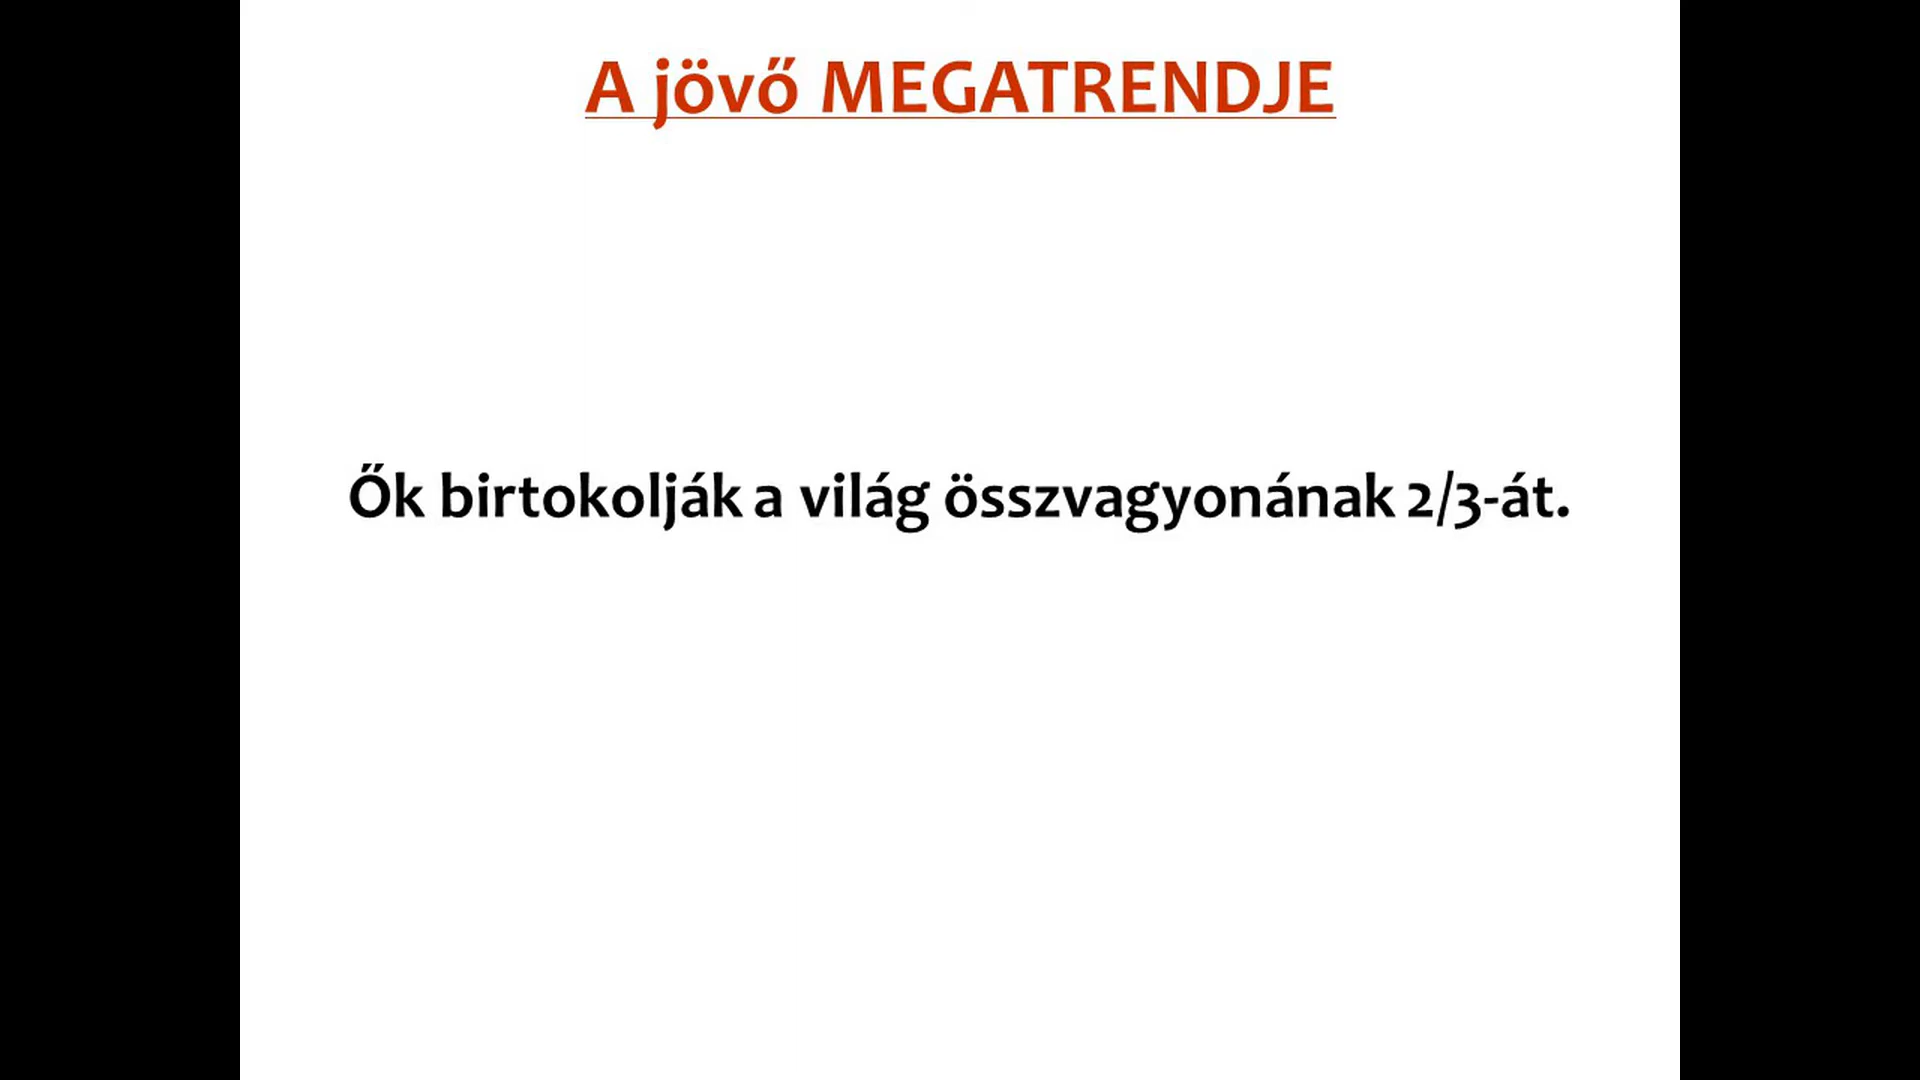 A jövő MEGATRENDJE
Ők birtokolják a világ összvagyonának 2/3-át.